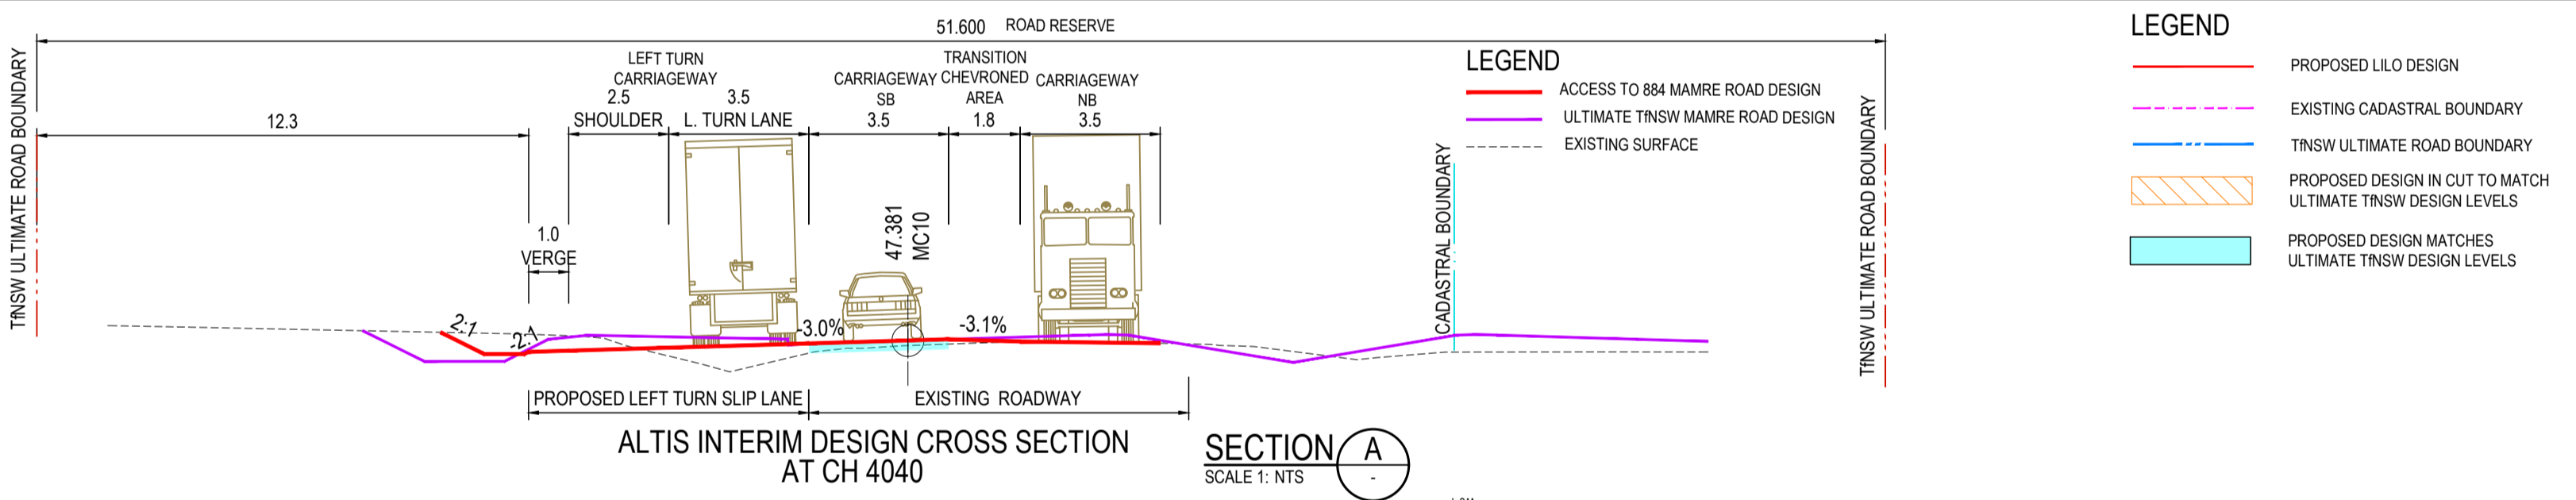 51.600 ROAD RESERVE
TfNSW ULTIMATE ROAD BOUNDARY
12.3
LEFT TURN
CARRIAGEWAY
2.5
SHOULDER
3.5
L. TURN LANE
CARRIAGEWAY
SB
3.5
TRANSITION
CHEVRONED
AREA
1.8
CARRIAGEWAY
NB
3.5
1.0
VERGE
47.381
MC10
2:1
-2:1
-3.0%
-3.1%
PROPOSED LEFT TURN SLIP LANE
EXISTING ROADWAY
ALTIS INTERIM DESIGN CROSS SECTION
AT CH 4040
SECTION
SCALE 1: NTS
A
-
LEGEND
ACCESS TO 884 MAMRE ROAD DESIGN
ULTIMATE TfNSW MAMRE ROAD DESIGN
EXISTING SURFACE
CADASTRAL BOUNDARY
TfNSW ULTIMATE ROAD BOUNDARY
LEGEND
PROPOSED LILO DESIGN
EXISTING CADASTRAL BOUNDARY
TfNSW ULTIMATE ROAD BOUNDARY
PROPOSED DESIGN IN CUT TO MATCH
ULTIMATE TfNSW DESIGN LEVELS
PROPOSED DESIGN MATCHES
ULTIMATE TfNSW DESIGN LEVELS